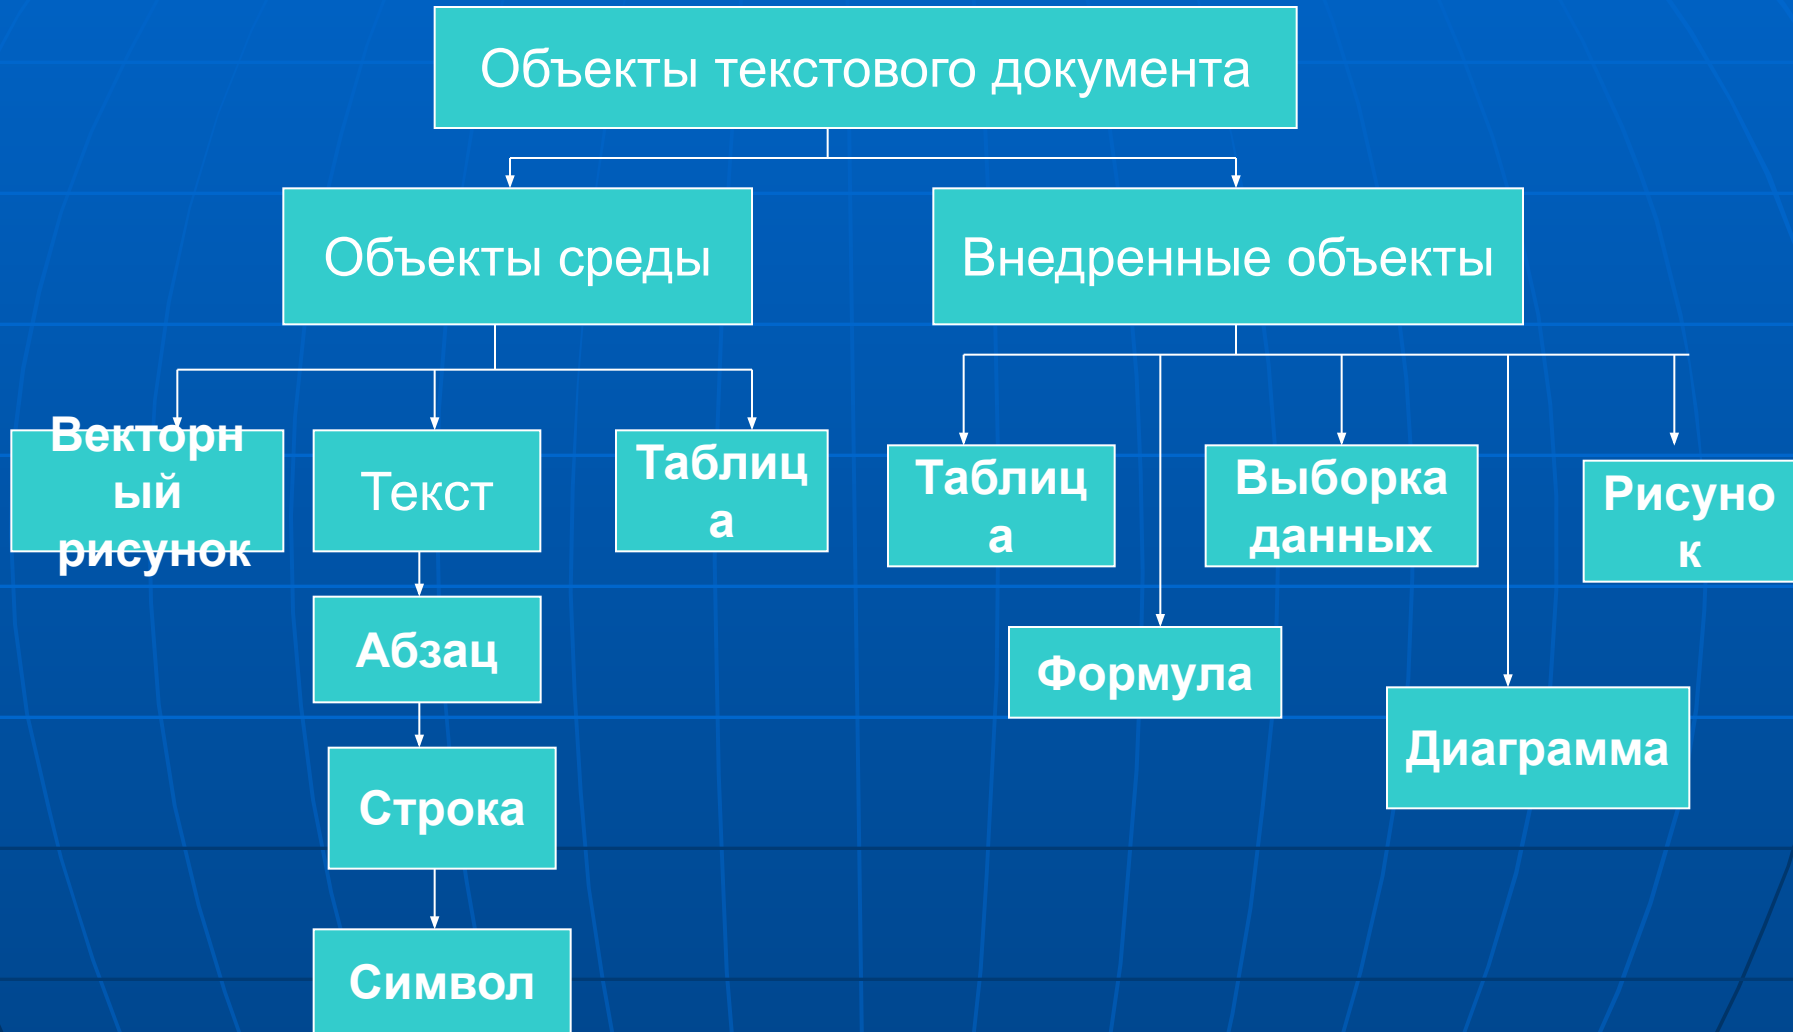 Объекты текстового документа
Объекты среды
Внедренные объекты
Векторн
ый
рисунок
Текст
Таблиц
а
Таблиц
а
Выборка
данных
Рисуно
к
Абзац
Формула
Диаграмма
Строка
Символ